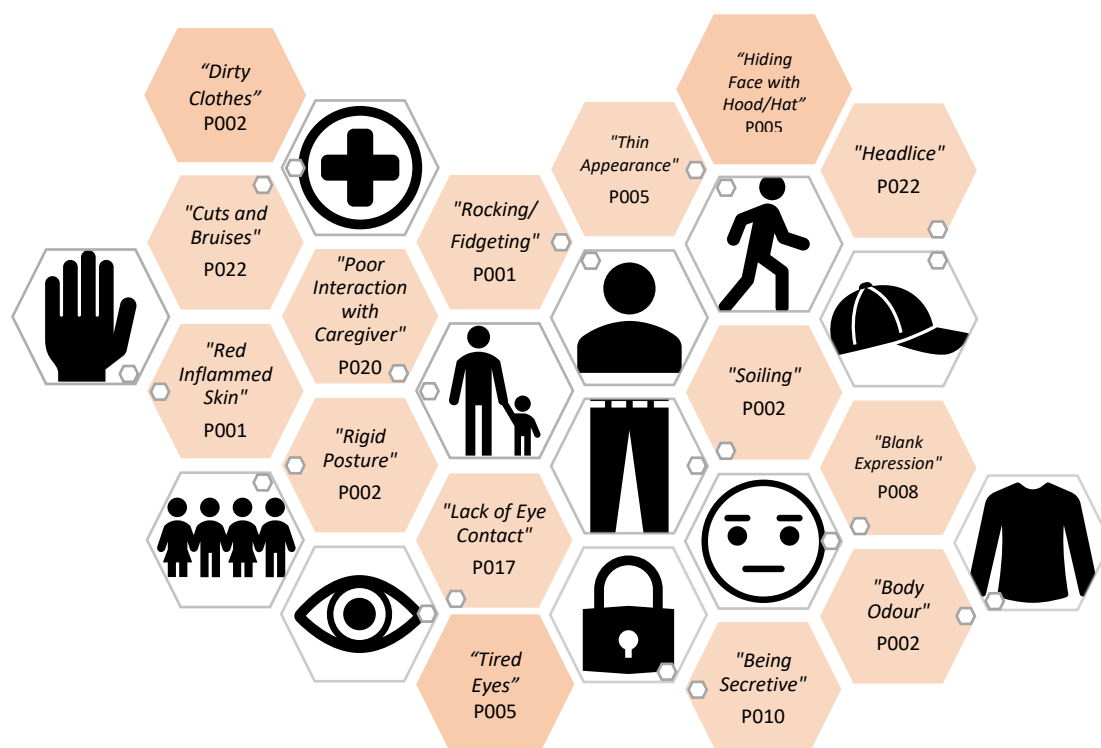 “Dirty
Clothes”
P002
“Hiding
Face with
Hood/Hat”
P005
"Thin
Appearance"
P005
"Headlice"
P022
"Cuts and
Bruises"
P022
"Rocking/
Fidgeting"
P001
"Poor
Interaction
with
Caregiver"
P020
"Red
Inflammed
Skin"
P001
"Soiling"
P002
"Rigid
Posture"
P002
"Blank
Expression"
P008
"Lack of Eye
Contact"
P017
"Body
Odour"
P002
“Tired
Eyes”
P005
"Being
Secretive"
P010